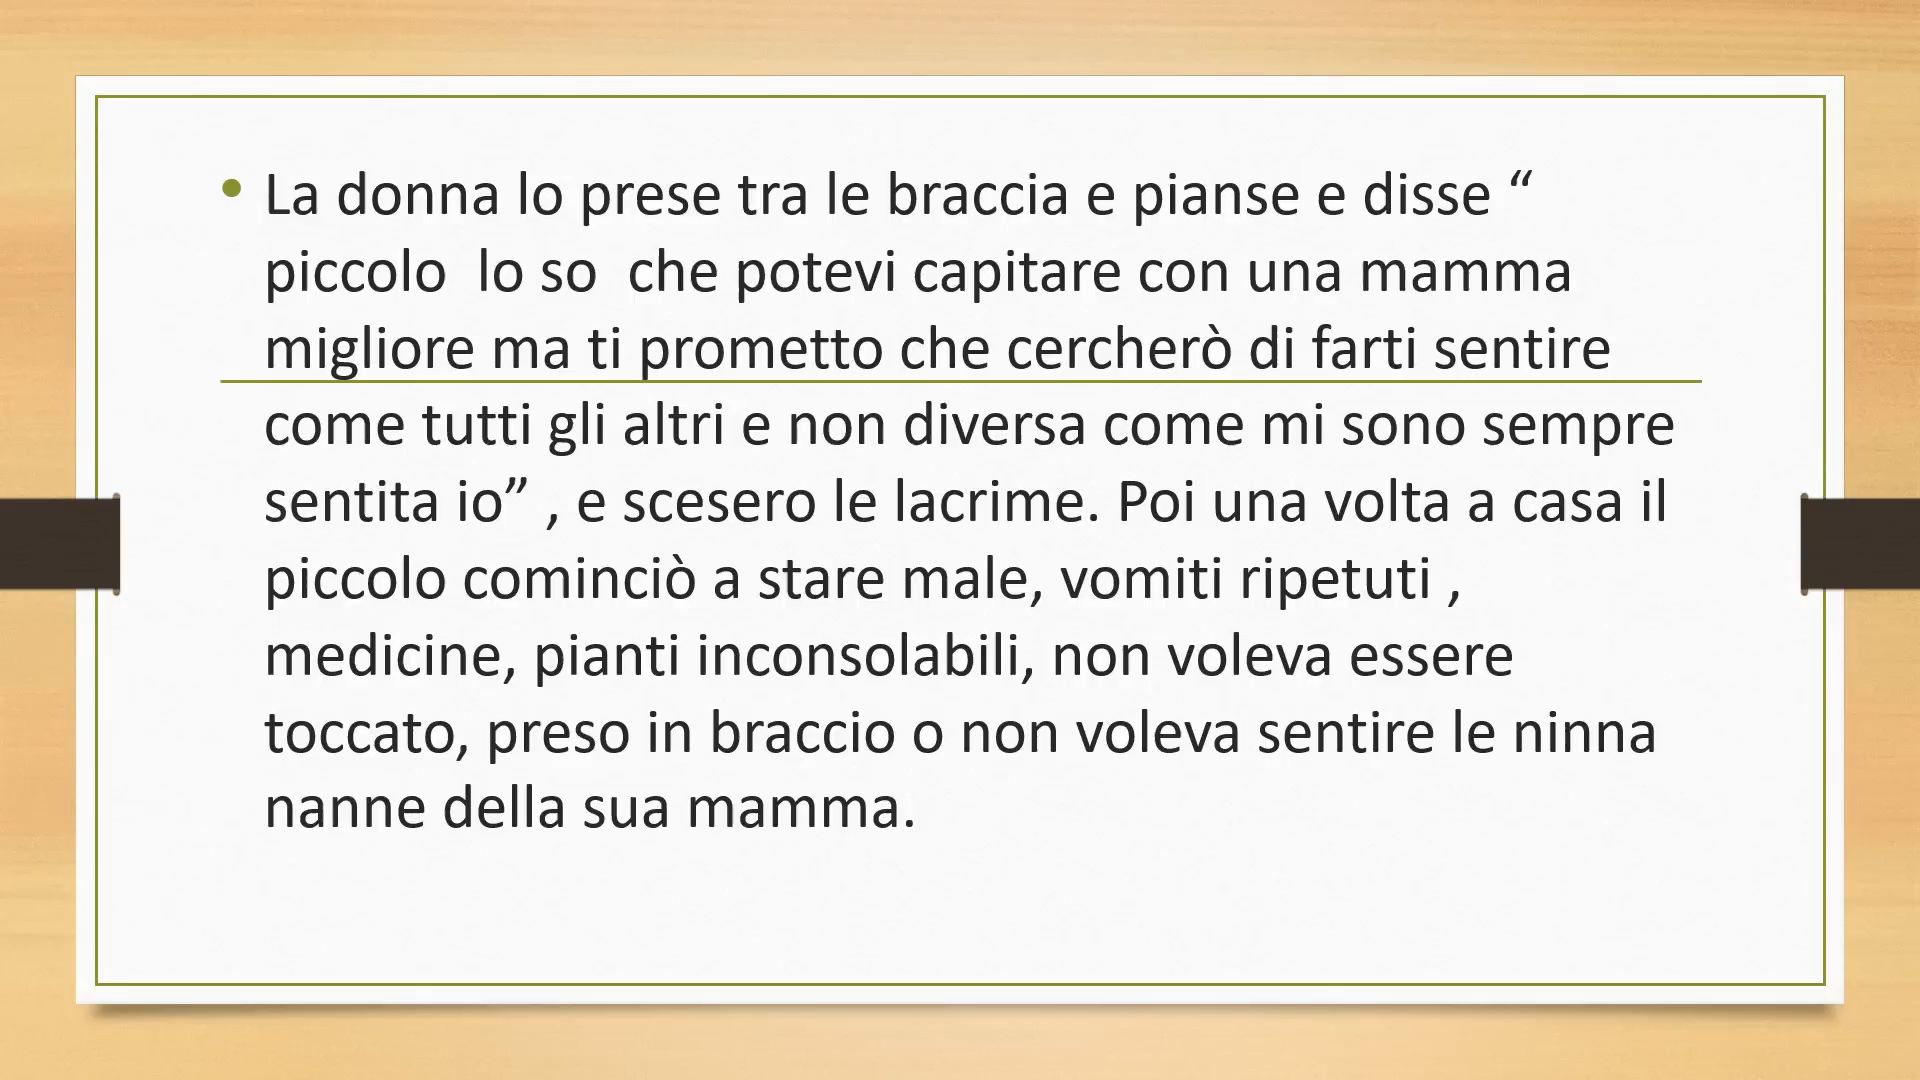 • La donna lo prese tra le braccia e pianse e disse “
piccolo  lo so  che potevi capitare con una mamma
migliore ma ti prometto che cercherò di farti sentire
come tutti gli altri e non diversa come mi sono sempre
sentita io” , e scesero le lacrime. Poi una volta a casa il
piccolo cominciò a stare male, vomiti ripetuti ,
medicine, pianti inconsolabili, non voleva essere
toccato, preso in braccio o non voleva sentire le ninna
nanne della sua mamma.